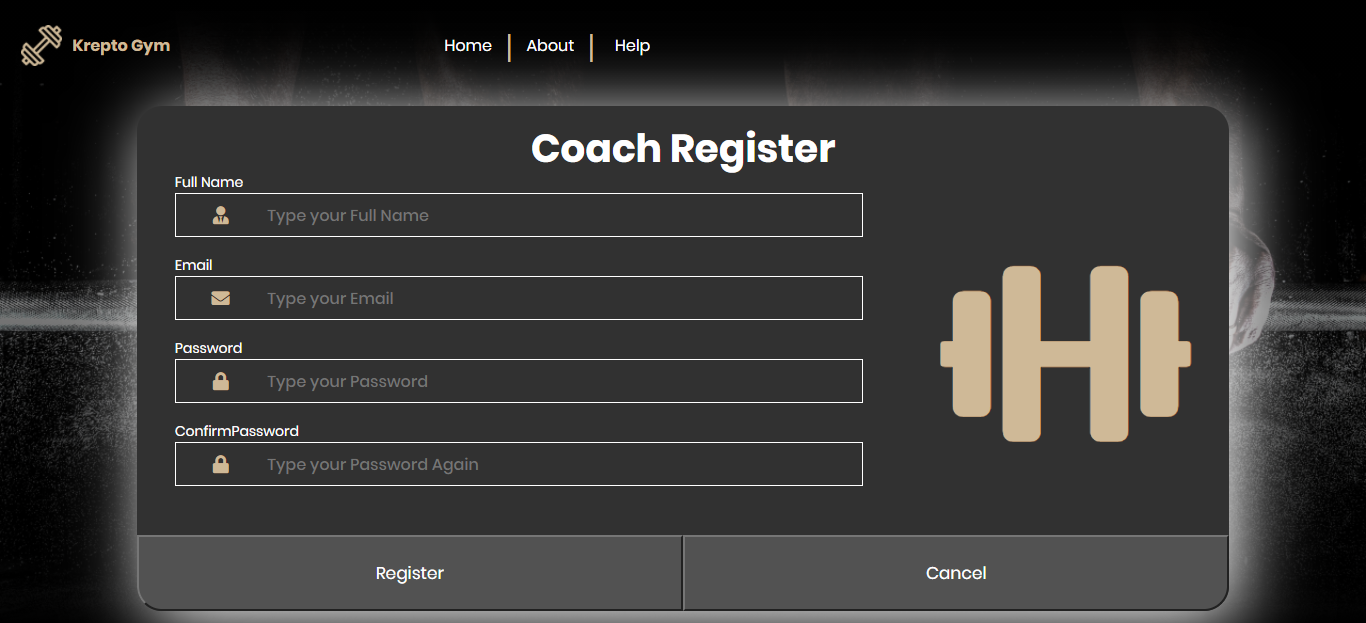 Krepto Gym
Home About Help
Coach Register
Full Name
Type your Full Name
Email
Type your Email
Password
Type your Password
ConfirmPassword
Type your Password Again
Register Cancel